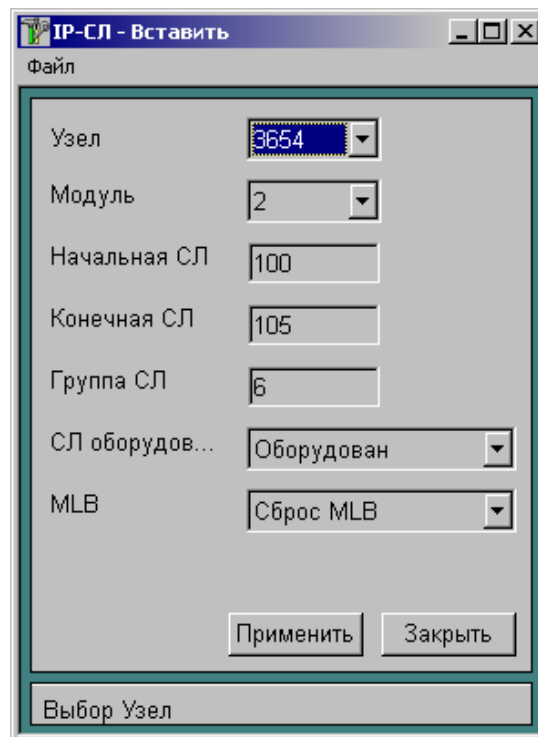 IP-СЛ - Вставить
Файл
Узел 3654
Модуль 2
Начальная СЛ 100
Конечная СЛ 105
Группа СЛ 6
СЛ оборудов... Оборудован
MLB Сброс MLB
Применить Закрыть
Выбор Узел